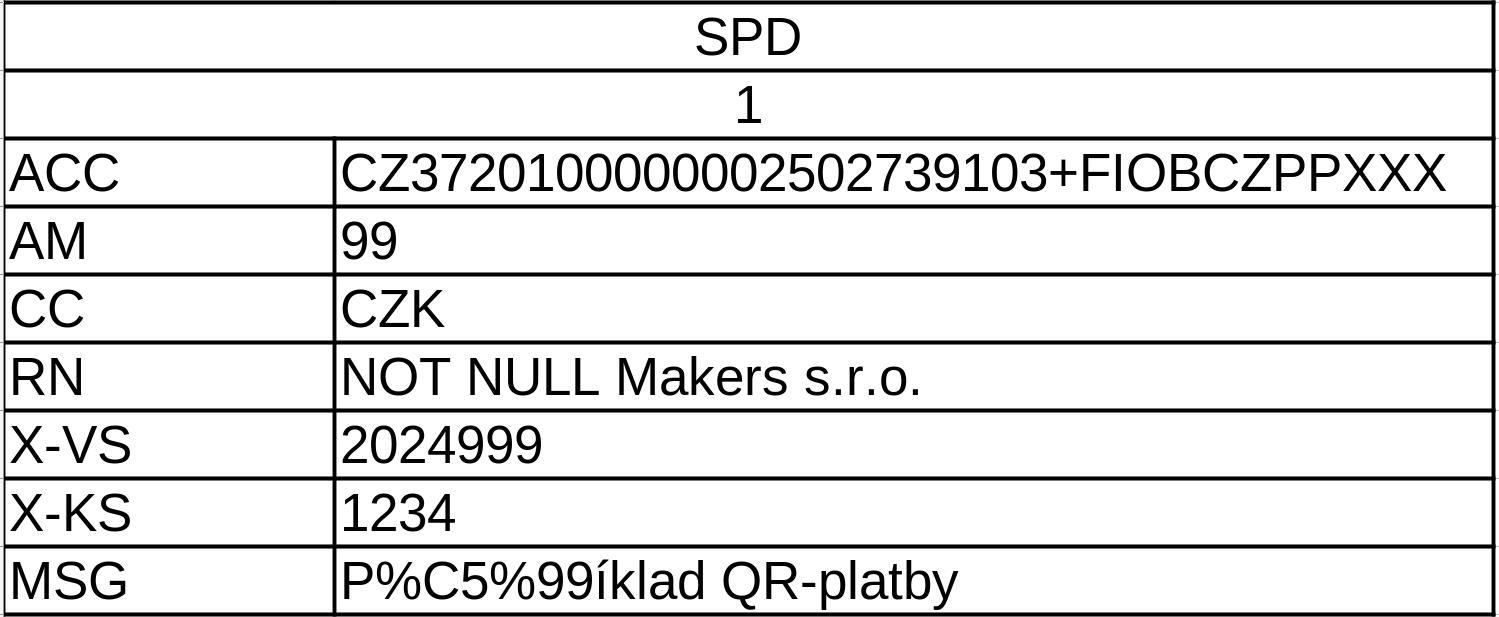 SPD
1
ACC CZ3720100000002502739103+FIOBCZPPXXX
AM 99
CC CZK
RN NOT NULL Makers s.r.o.
X-VS 2024999
X-KS 1234
MSG P%C5%99íklad QR-platby